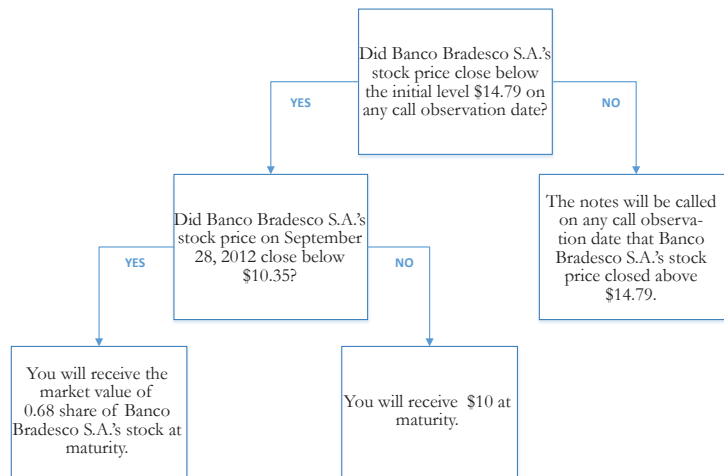 Did Banco Bradesco S.A.'s
stock price close below
the initial level $14.79 on
any call observation date?
YES
NO
Did Banco Bradesco S.A.'s
stock price on September
28, 2012 close below
$10.35?
The notes will be called
on any call observa-
tion date that Banco
Bradesco S.A.'s stock
price closed above
$14.79.
YES
NO
You will receive the
market value of
0.68 share of Banco
Bradesco S.A.'s stock at
maturity.
You will receive $10 at
maturity.